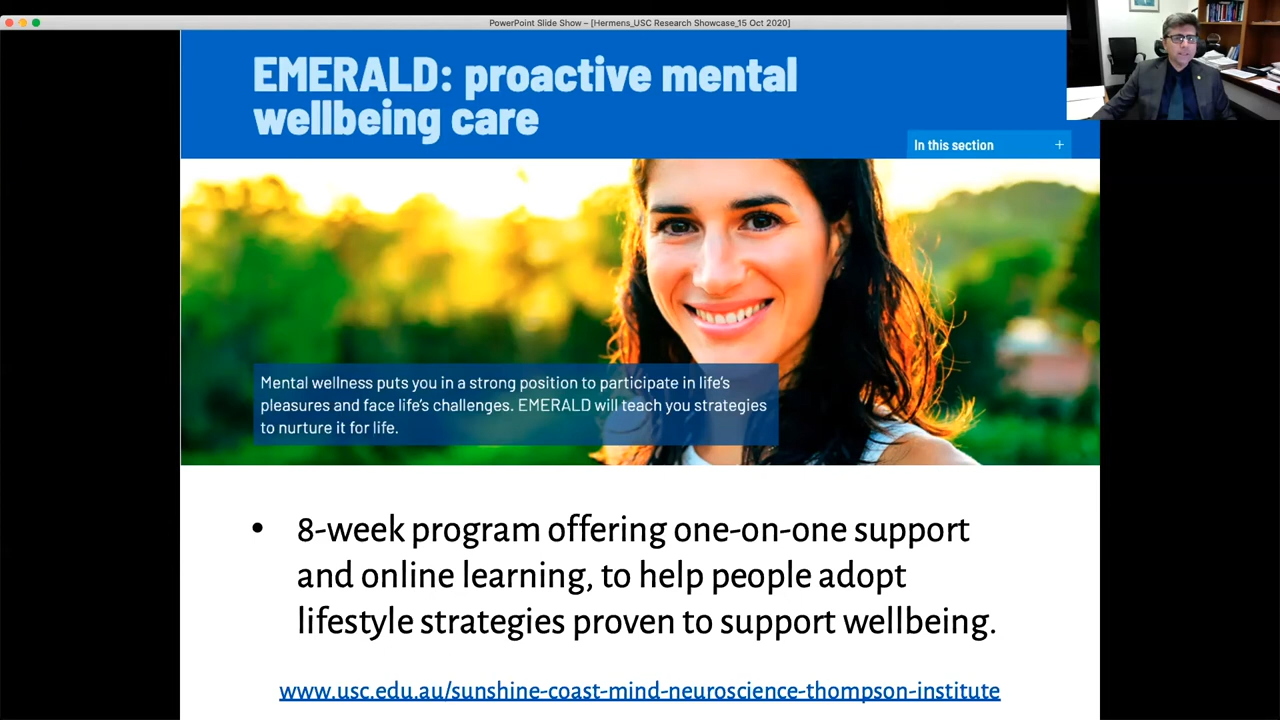 PowerPoint Slide Show – [Hermens_USC Research Showcase_15 Oct 2020]
EMERALD: proactive mental
wellbeing care
In this section +
Mental wellness puts you in a strong position to participate in life's
pleasures and face life's challenges. EMERALD will teach you strategies
to nurture it for life.
• 8-week program offering one-on-one support
and online learning, to help people adopt
lifestyle strategies proven to support wellbeing.
www.usc.edu.au/sunshine-coast-mind-neuroscience-thompson-institute